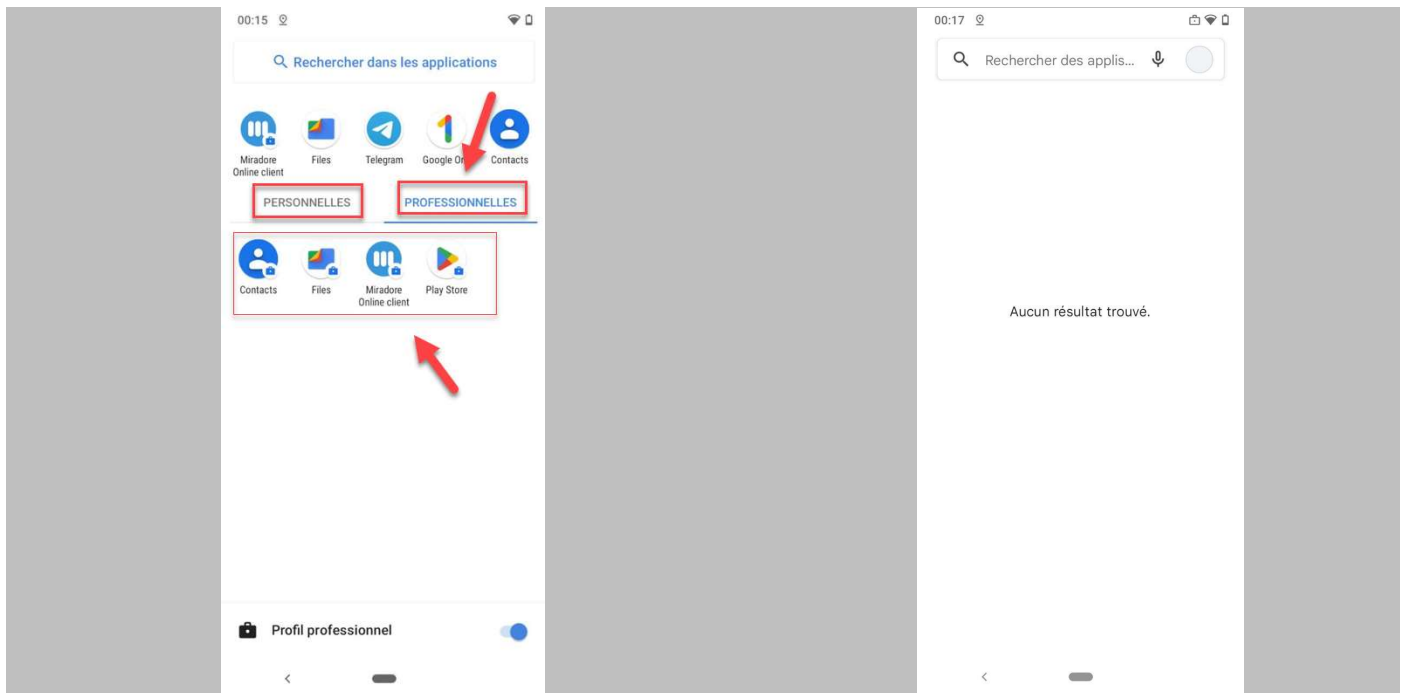 00:15
Rechercher dans les applications
Miradore
Online client
Files
Telegram
Contacts
PERSONNELLES
PROFESSIONNELLES
Contacts
Files
Miradore
Online client
Play Store
Profil professionnel
00:17
Rechercher des applis...
Aucun résultat trouvé.